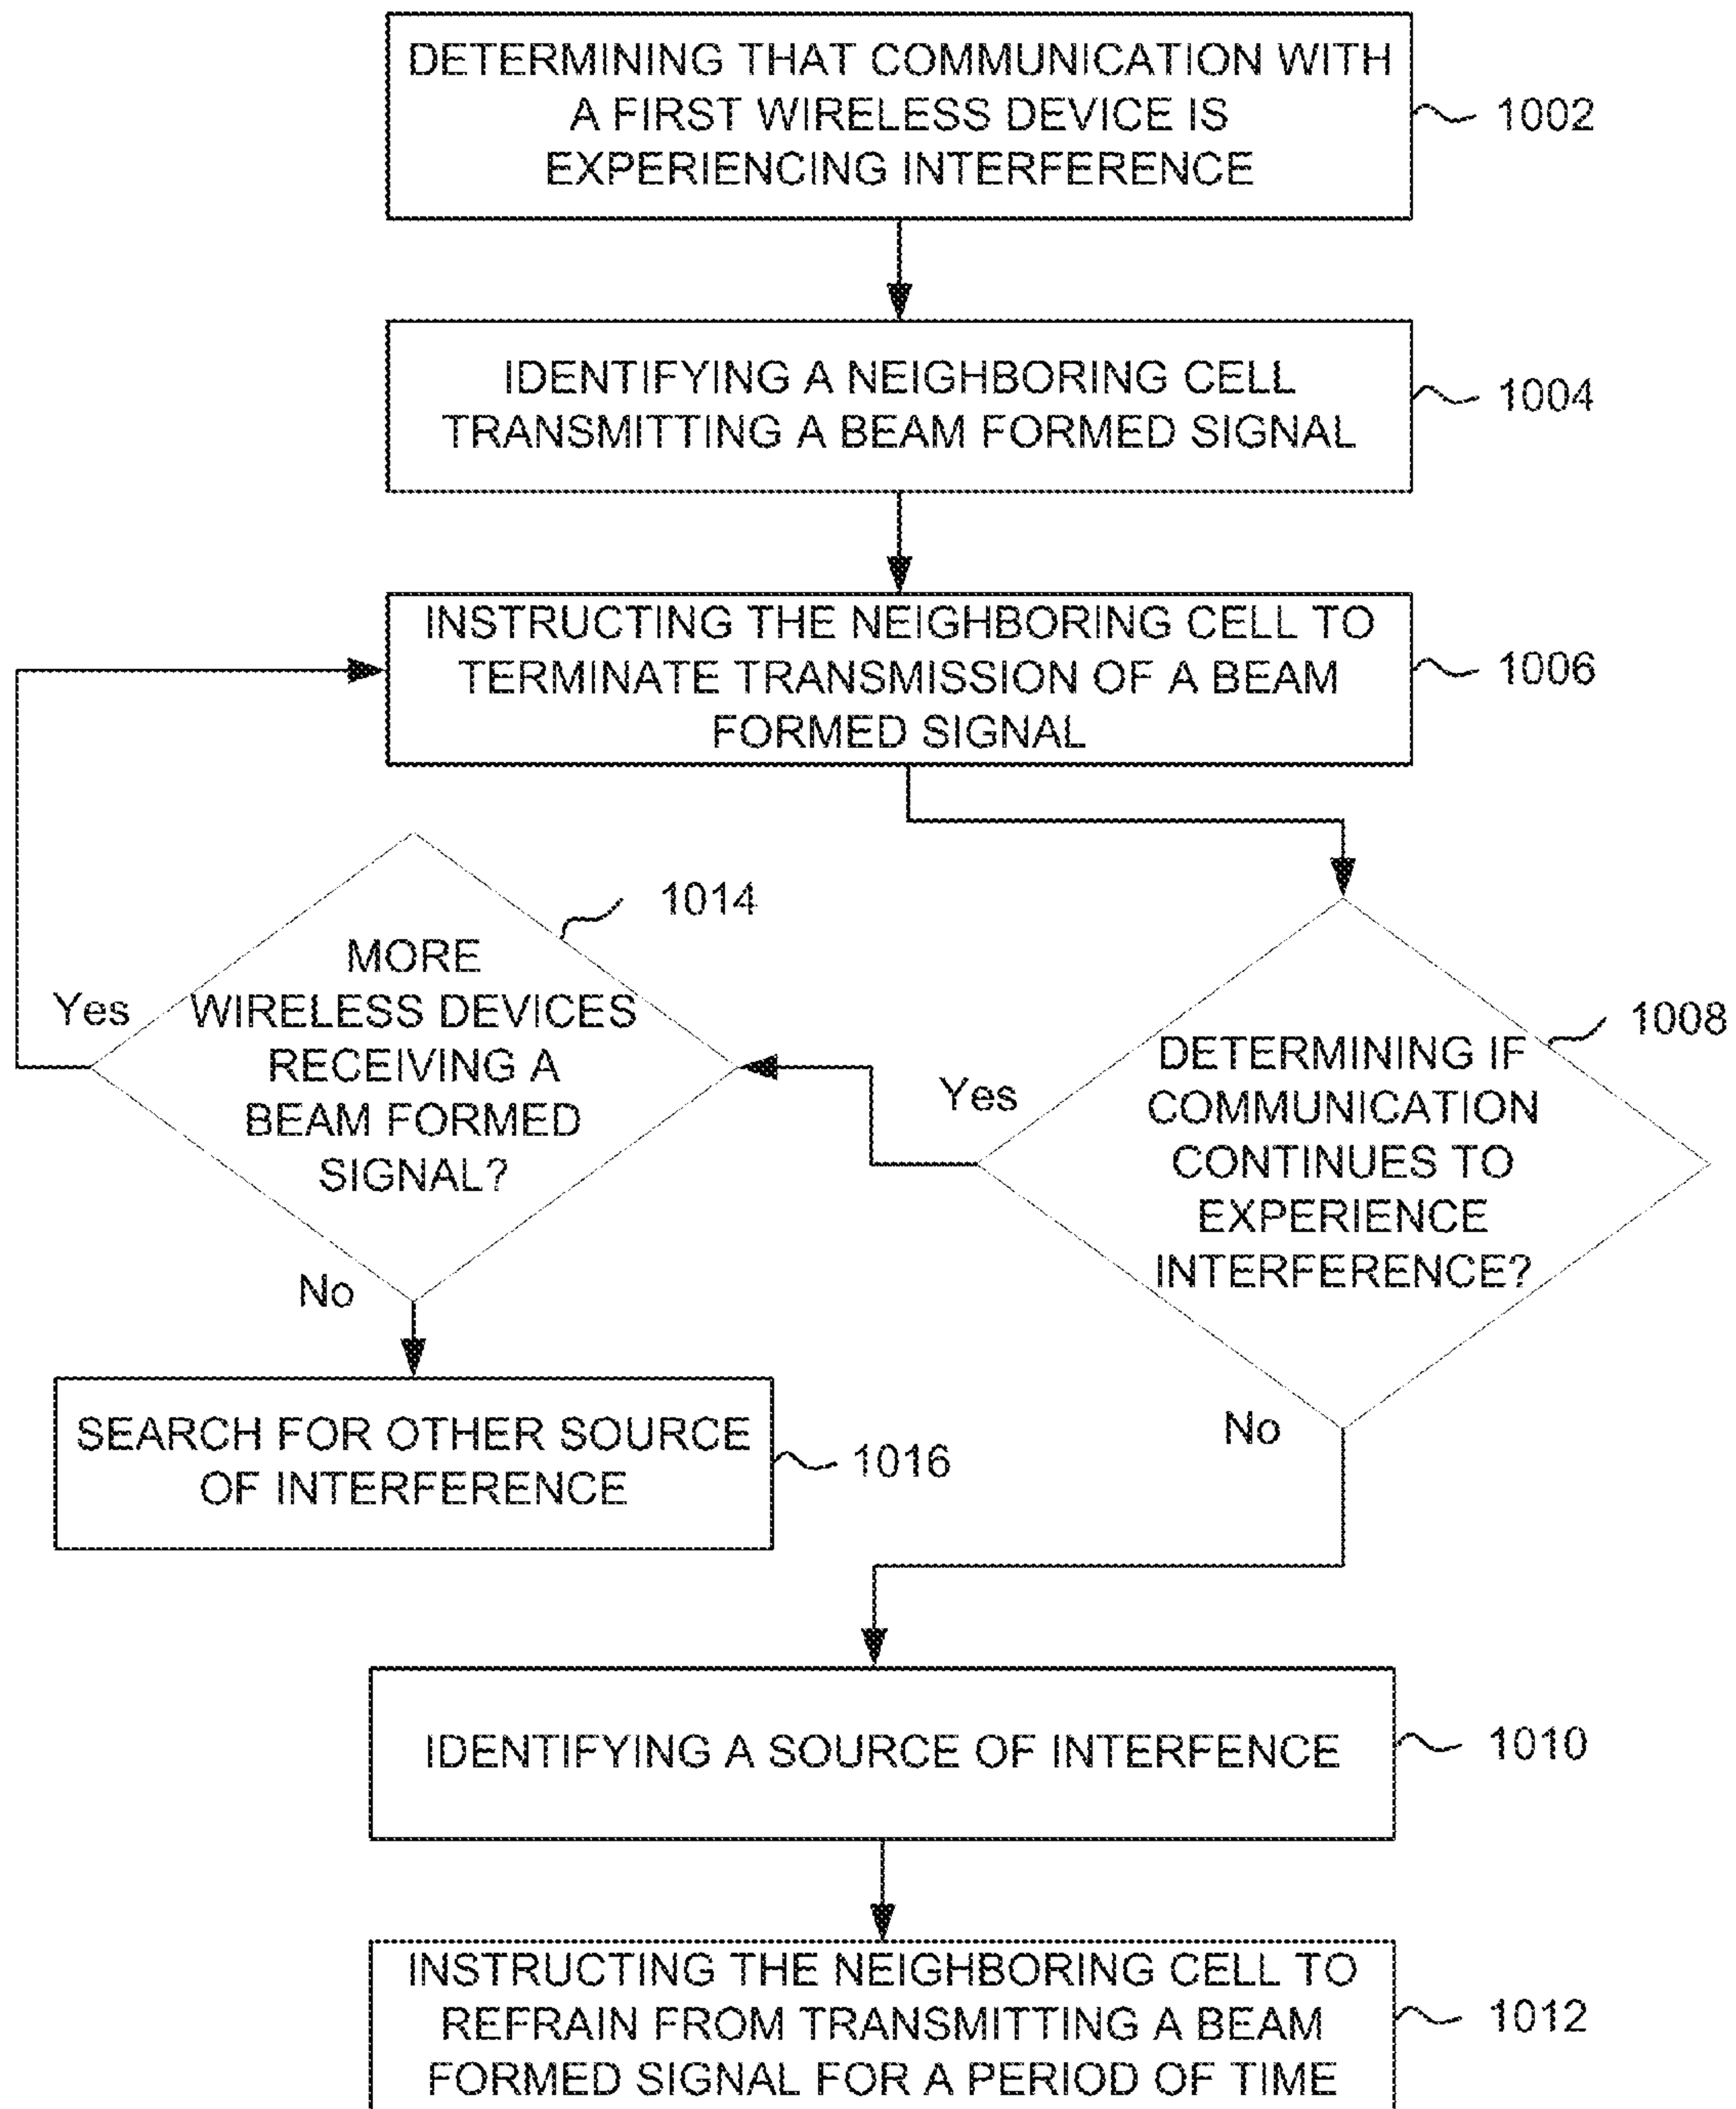 DETERMINING THAT COMMUNICATION WITH
A FIRST WIRELESS DEVICE IS
EXPERIENCING INTERFERENCE
1002
IDENTIFYING A NEIGHBORING CELL
TRANSMITTING A BEAM FORMED SIGNAL
1004
INSTRUCTING THE NEIGHBORING CELL TO
TERMINATE TRANSMISSION OF A BEAM
FORMED SIGNAL
1006
1014
MORE
WIRELESS DEVICES
RECEIVING A
BEAM FORMED
SIGNAL?
Yes
No
1008
DETERMINING IF
COMMUNICATION
CONTINUES TO
EXPERIENCE
INTERFERENCE?
Yes
No
SEARCH FOR OTHER SOURCE
OF INTERFERENCE
1016
IDENTIFYING A SOURCE OF INTERFENCE
1010
INSTRUCTING THE NEIGHBORING CELL TO
REFRAIN FROM TRANSMITTING A BEAM
FORMED SIGNAL FOR A PERIOD OF TIME
1012